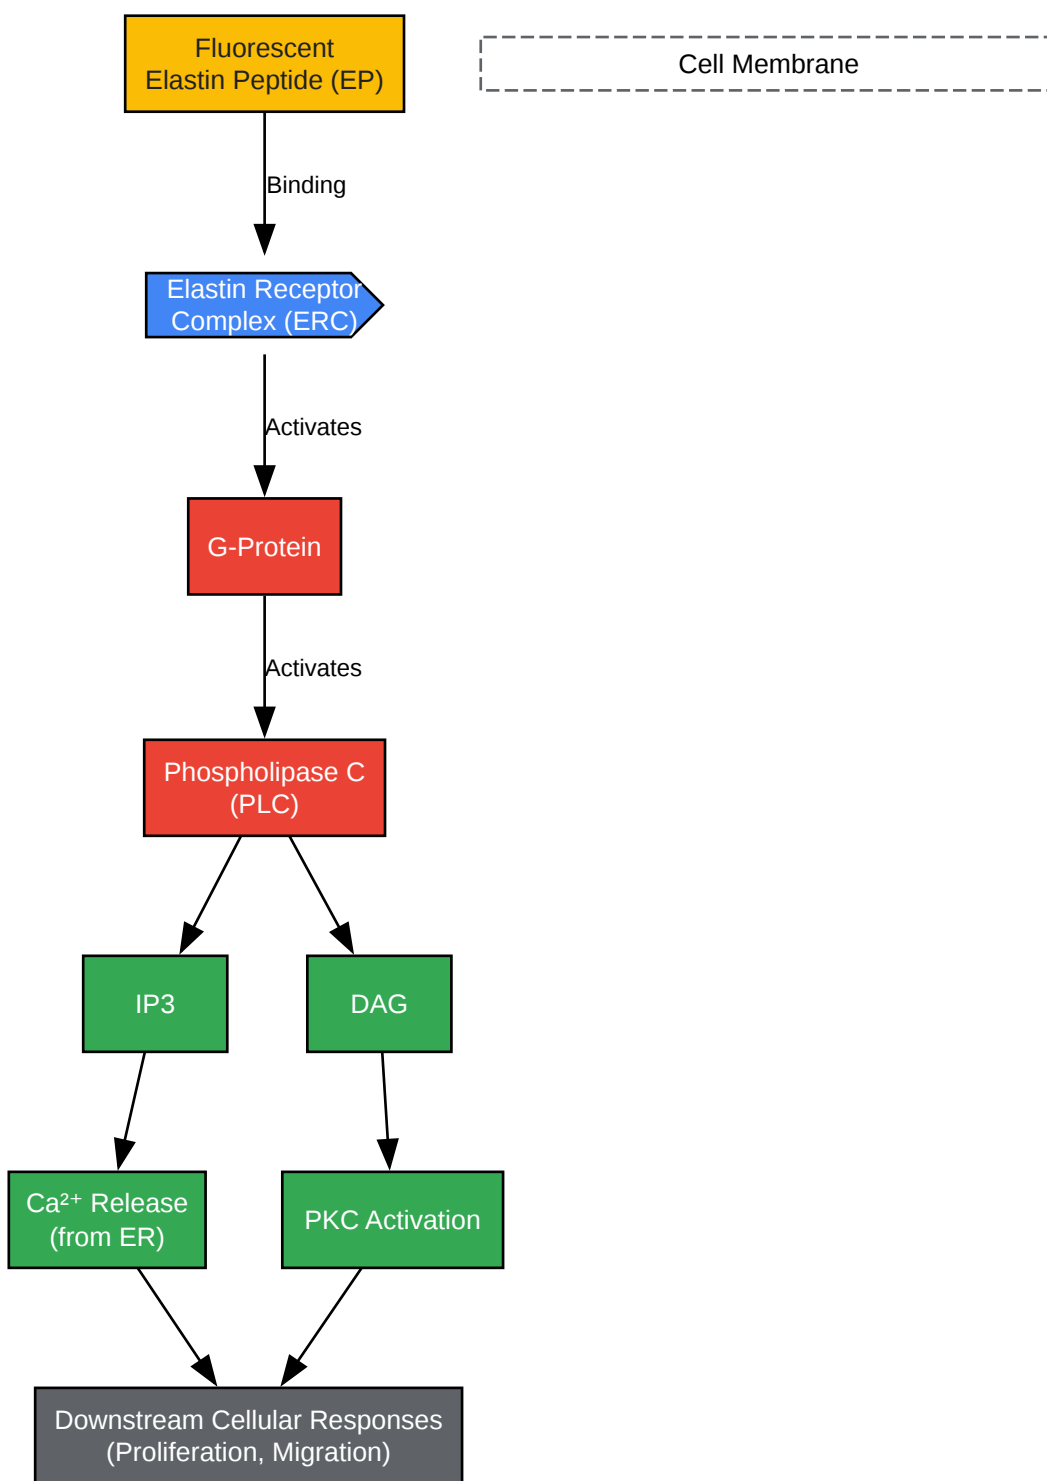 Fluorescent
Elastin Peptide (EP)
Cell Membrane
Binding
Elastin Receptor
Complex (ERC)
Activates
G-Protein
Activates
Phospholipase C
(PLC)
IP3
DAG
Ca²⁺ Release
(from ER)
PKC Activation
Downstream Cellular Responses
(Proliferation, Migration)